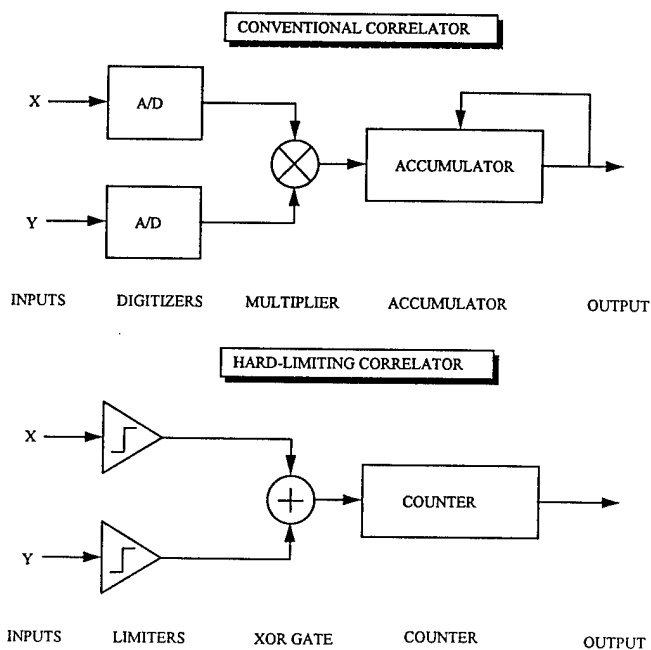 CONVENTIONAL CORRELATOR
X
A/D
ACCUMULATOR
Y
A/D
INPUTS DIGITIZERS MULTIPLIER ACCUMULATOR OUTPUT
HARD-LIMITING CORRELATOR
X
COUNTER
Y
INPUTS LIMITERS XOR GATE COUNTER OUTPUT